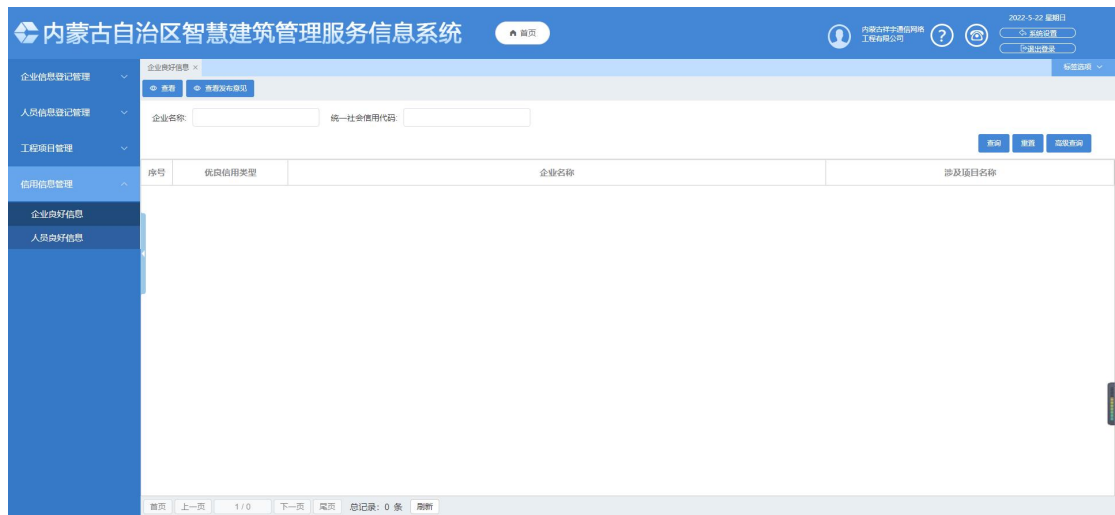 内蒙古自治区智慧建筑管理服务信息系统
首页
内蒙古祥宇通信网络
工程有限公司
2022-5-22 星期日
系统设置
退出登录
企业信息登记管理
人员信息登记管理
工程项目管理
信用信息管理
企业良好信息
人员良好信息
企业良好信息 ×
标签选项
查看 查看发布意见
企业名称: 统一社会信用代码:
查询 重置 高级查询
序号 优良信用类型 企业名称 涉及项目名称
首页 上一页 1 / 0 下一页 尾页 总记录: 0 条 刷新